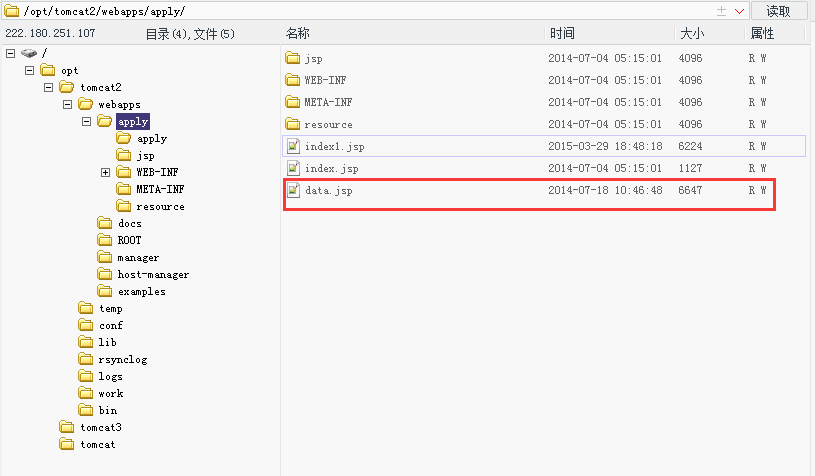 /opt/tomcat2/webapps/apply/ 读取
222.180.251.107 目录(4),文件(5) 名称 时间 大小 属性
/
opt
tomcat2
webapps
apply
apply
jsp
WEB-INF
META-INF
resource
docs
ROOT
manager
host-manager
examples
temp
conf
lib
rsynclog
logs
work
bin
tomcat3
tomcat
jsp 2014-07-04 05:15:01 4096 R W
WEB-INF 2014-07-04 05:15:01 4096 R W
META-INF 2014-07-04 05:15:01 4096 R W
resource 2014-07-04 05:15:01 4096 R W
index1.jsp 2015-03-29 18:48:18 6224 R W
index.jsp 2014-07-04 05:15:01 1127 R W
data.jsp 2014-07-18 10:46:48 6647 R W